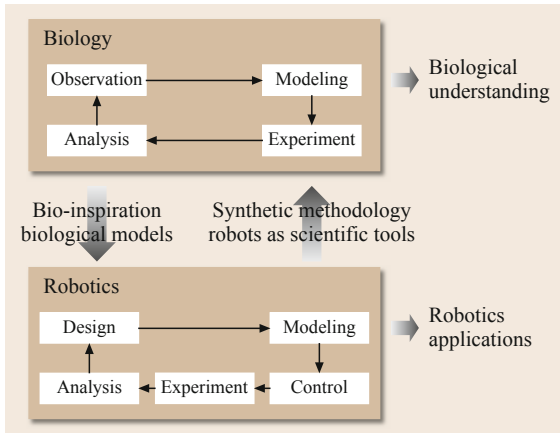 Biology
Observation
Modeling
Analysis
Experiment
Biological
understanding
Bio-inspiration
biological models
Synthetic methodology
robots as scientific tools
Robotics
Design
Modeling
Analysis
Experiment
Control
Robotics
applications